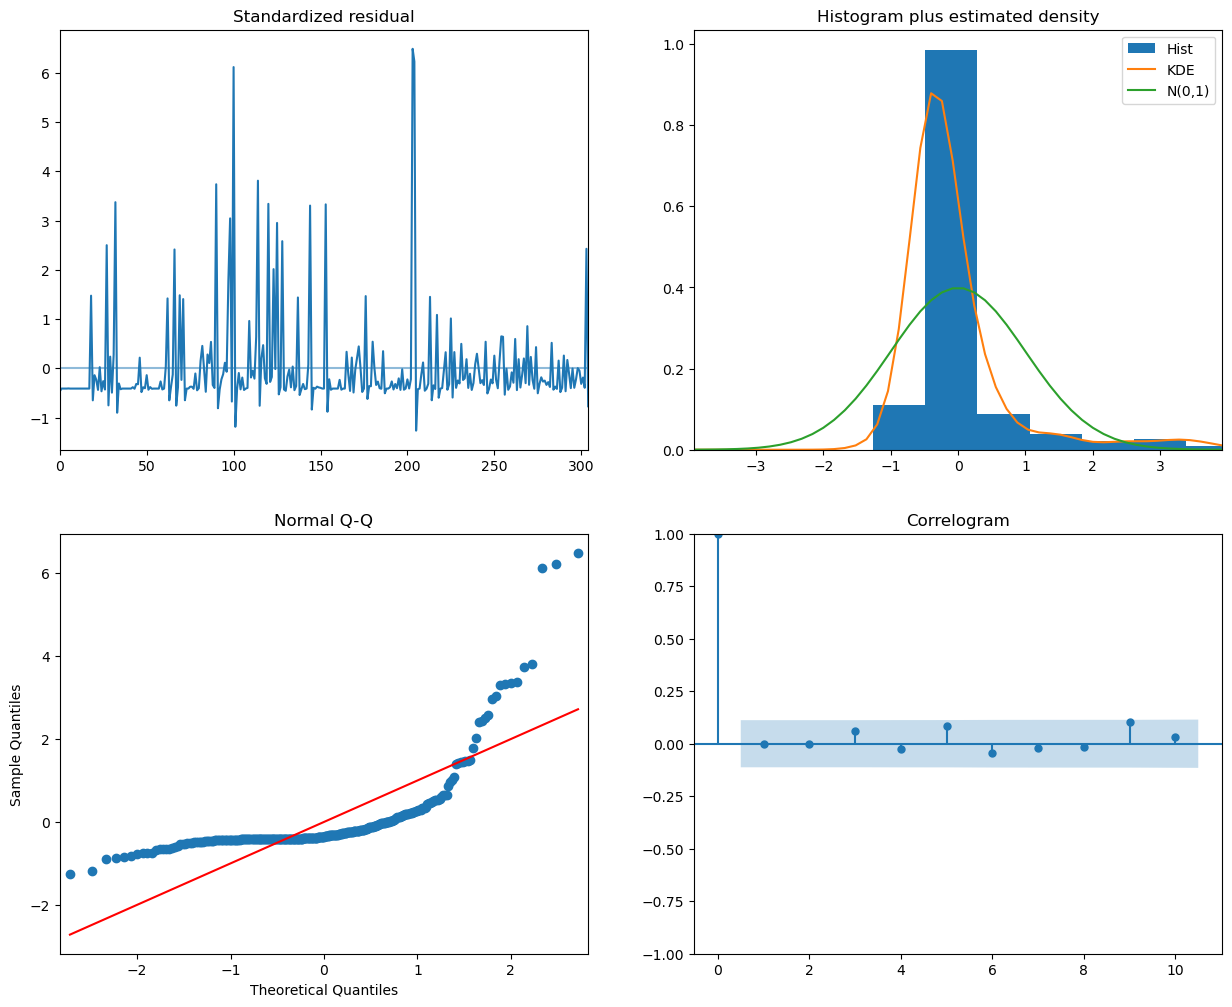 Standardized residual
6
5
4
3
2
1
0
−1
0 50 100 150 200 250 300
Histogram plus estimated density
Hist
KDE
N(0,1)
1.0
0.8
0.6
0.4
0.2
0.0
−3 −2 −1 0 1 2 3
Normal Q-Q
Sample Quantiles
6
4
2
0
−2
−2 −1 0 1 2
Theoretical Quantiles
Correlogram
1.00
0.75
0.50
0.25
0.00
−0.25
−0.50
−0.75
−1.00
0 2 4 6 8 10